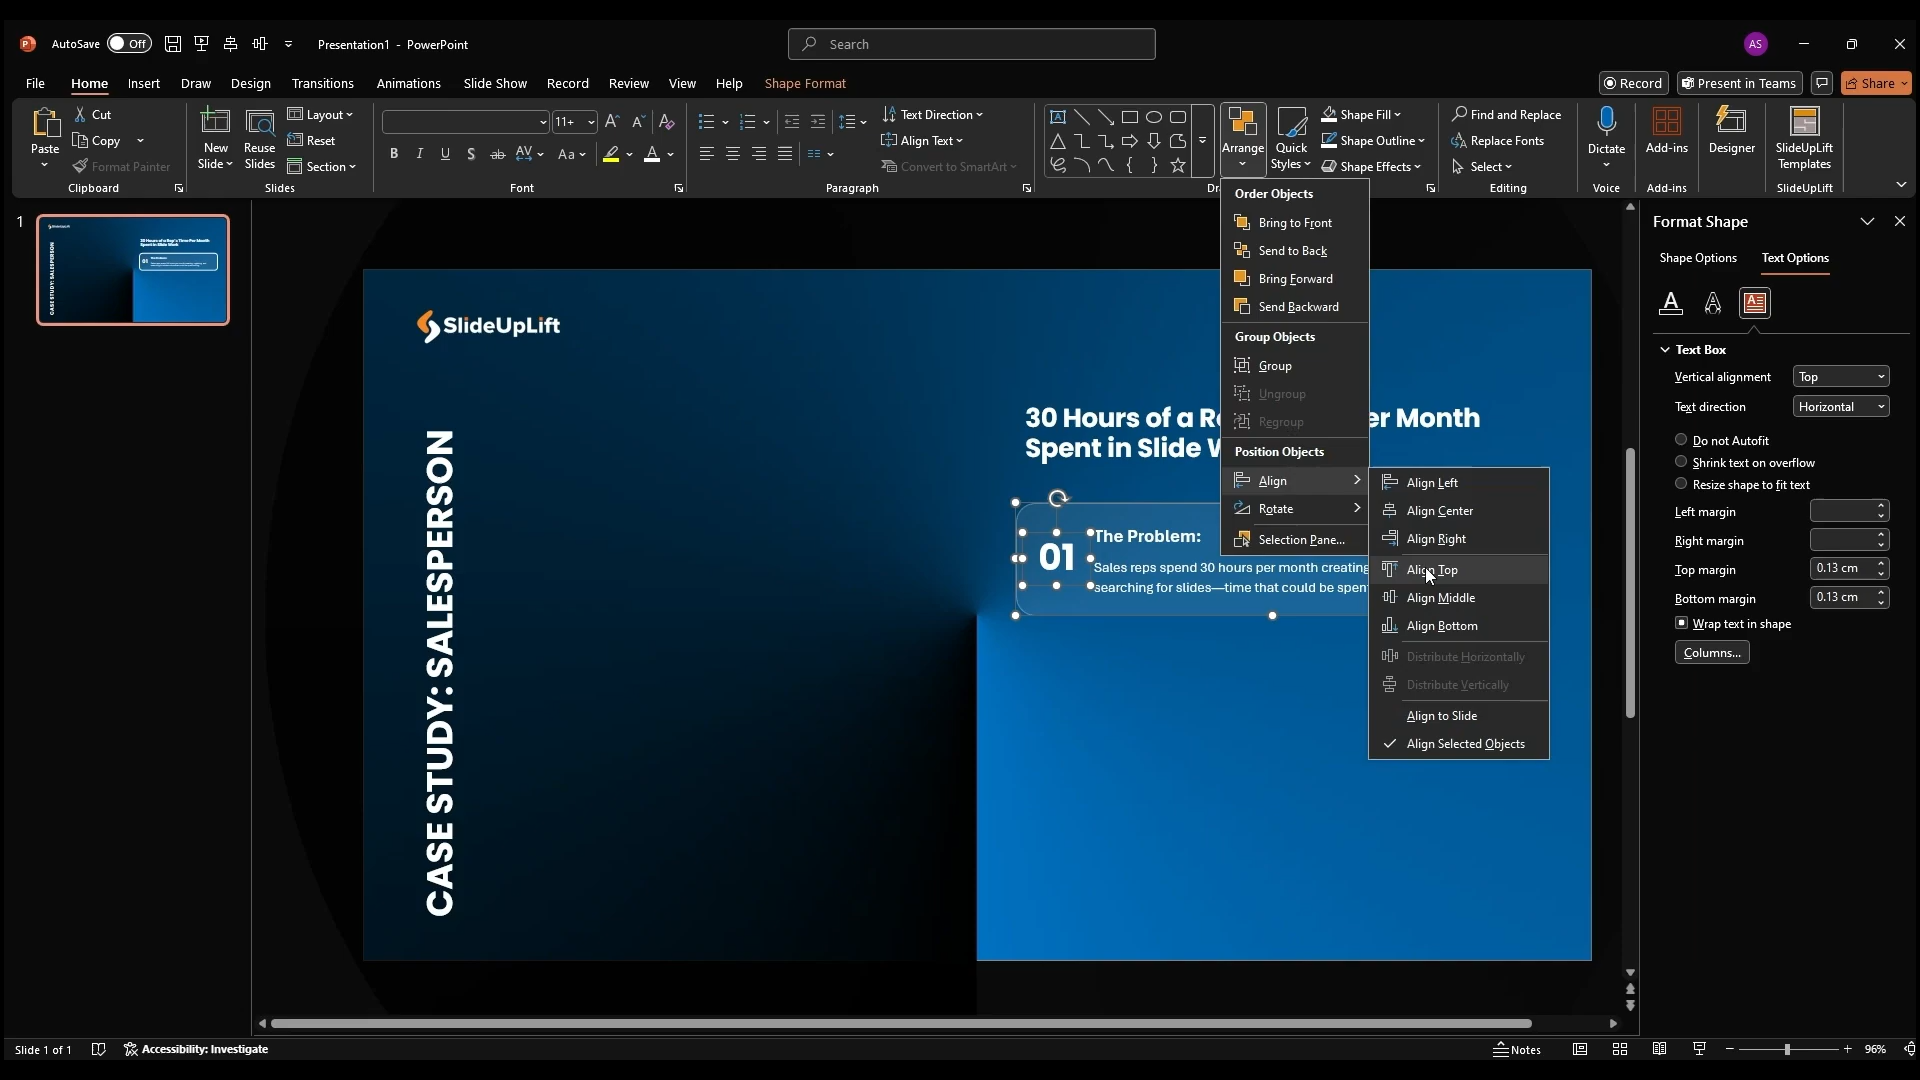 AutoSave Off Presentation1 - PowerPoint Search AS
File Home Insert Draw Design Transitions Animations Slide Show Record Review View Help Shape Format Record Present in Teams Share
Paste
Cut
Copy
Format Painter
Clipboard
New
Slide
Reuse
Slides
Layout
Reset
Section
Slides
11+
B I U S ab AV Aa A
Font
Text Direction
Align Text
Convert to SmartArt
Paragraph
Arrange
Quick
Styles
Shape Fill
Shape Outline
Shape Effects
Find and Replace
Replace Fonts
Select
Editing
Dictate
Voice
Add-ins
Add-ins
Designer
SlideUpLift
Templates
SlideUpLift
1
SlideUpLift
CASE STUDY: SALESPERSON
30 Hours of a
er Month
Spent in Slide
01
The Problem:
Sales reps spend 30 hours per month creating
searching for slides—time that could be spen
Order Objects
Bring to Front
Send to Back
Bring Forward
Send Backward
Group Objects
Group
Ungroup
Regroup
Position Objects
Align
Rotate
Selection Pane...
Align Left
Align Center
Align Right
Align Top
Align Middle
Align Bottom
Distribute Horizontally
Distribute Vertically
Align to Slide
Align Selected Objects
Format Shape
Shape Options Text Options
Text Box
Vertical alignment Top
Text direction Horizontal
Do not Autofit
Shrink text on overflow
Resize shape to fit text
Left margin
Right margin
Top margin 0.13 cm
Bottom margin 0.13 cm
Wrap text in shape
Columns...
Slide 1 of 1 Accessibility: Investigate Notes 96%